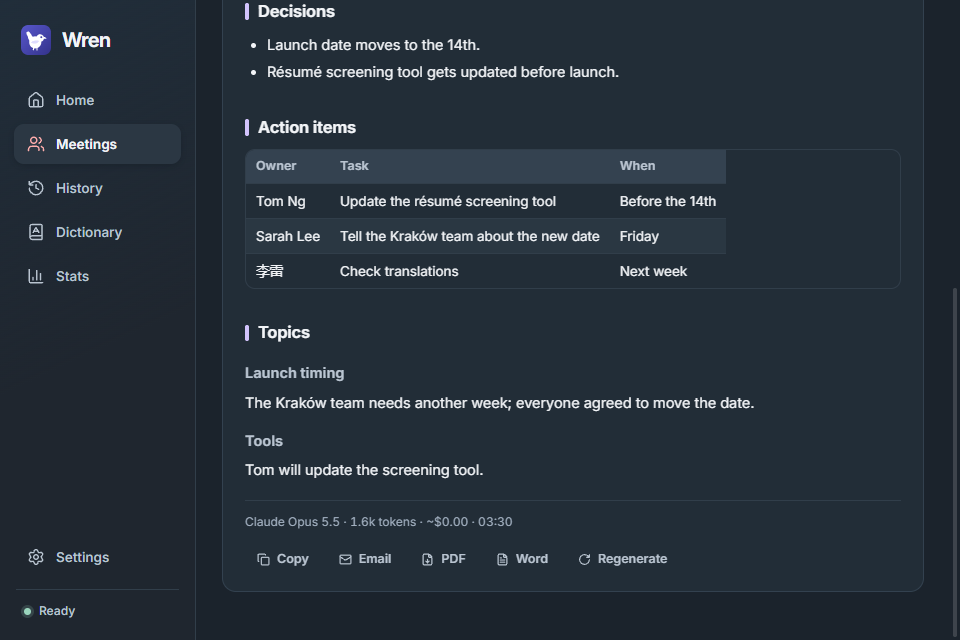 Wren
Home
Meetings
History
Dictionary
Stats
Settings
Ready
Decisions
• Launch date moves to the 14th.
• Résumé screening tool gets updated before launch.
Action items
Owner Task When
Tom Ng Update the résumé screening tool Before the 14th
Sarah Lee Tell the Kraków team about the new date Friday
李雷 Check translations Next week
Topics
Launch timing
The Kraków team needs another week; everyone agreed to move the date.
Tools
Tom will update the screening tool.
Claude Opus 5.5 · 1.6k tokens · ~$0.00 · 03:30
Copy Email PDF Word Regenerate